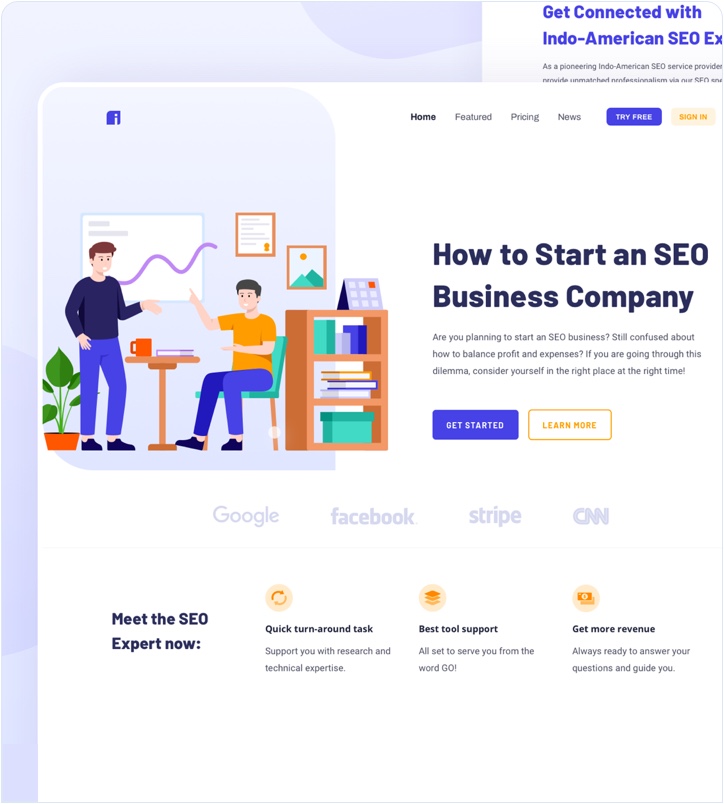 Get Connected with
Indo-American SEO Ex
As a pioneering Indo-American SEO service provider
provide unmatched professionalism via our SEO
Home Featured Pricing News TRY FREE SIGN IN
How to Start an SEO
Business Company
Are you planning to start an SEO business? Still confused about
how to balance profit and expenses? If you are going through this
dilemma, consider yourself in the right place at the right time!
GET STARTED LEARN MORE
Google facebook stripe CNN
Meet the SEO
Expert now:
Quick turn-around task
Support you with research and
technical expertise.
Best tool support
All set to serve you from the
word GO!
Get more revenue
Always ready to answer your
questions and guide you.